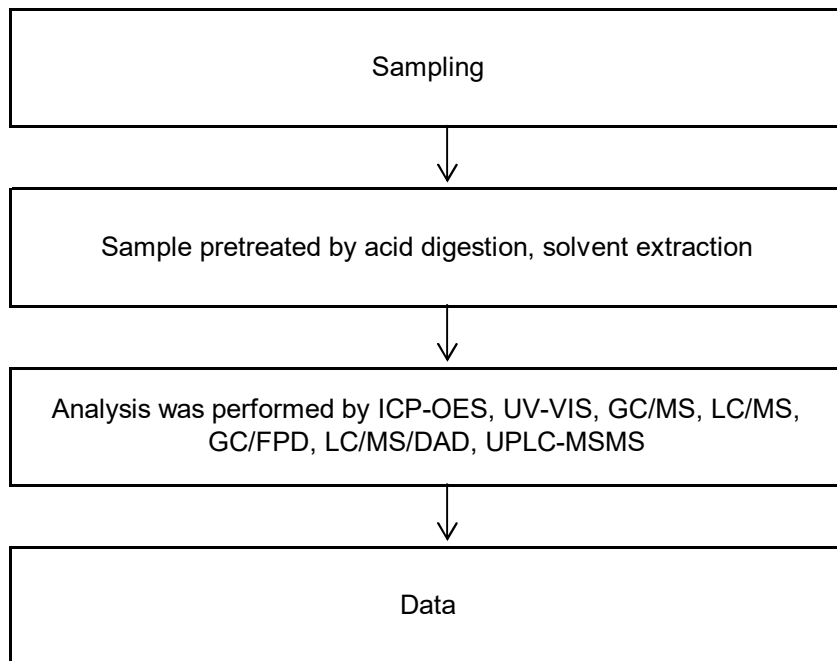 Sampling
Sample pretreated by acid digestion, solvent extraction
Analysis was performed by ICP-OES, UV-VIS, GC/MS, LC/MS,
GC/FPD, LC/MS/DAD, UPLC-MSMS
Data